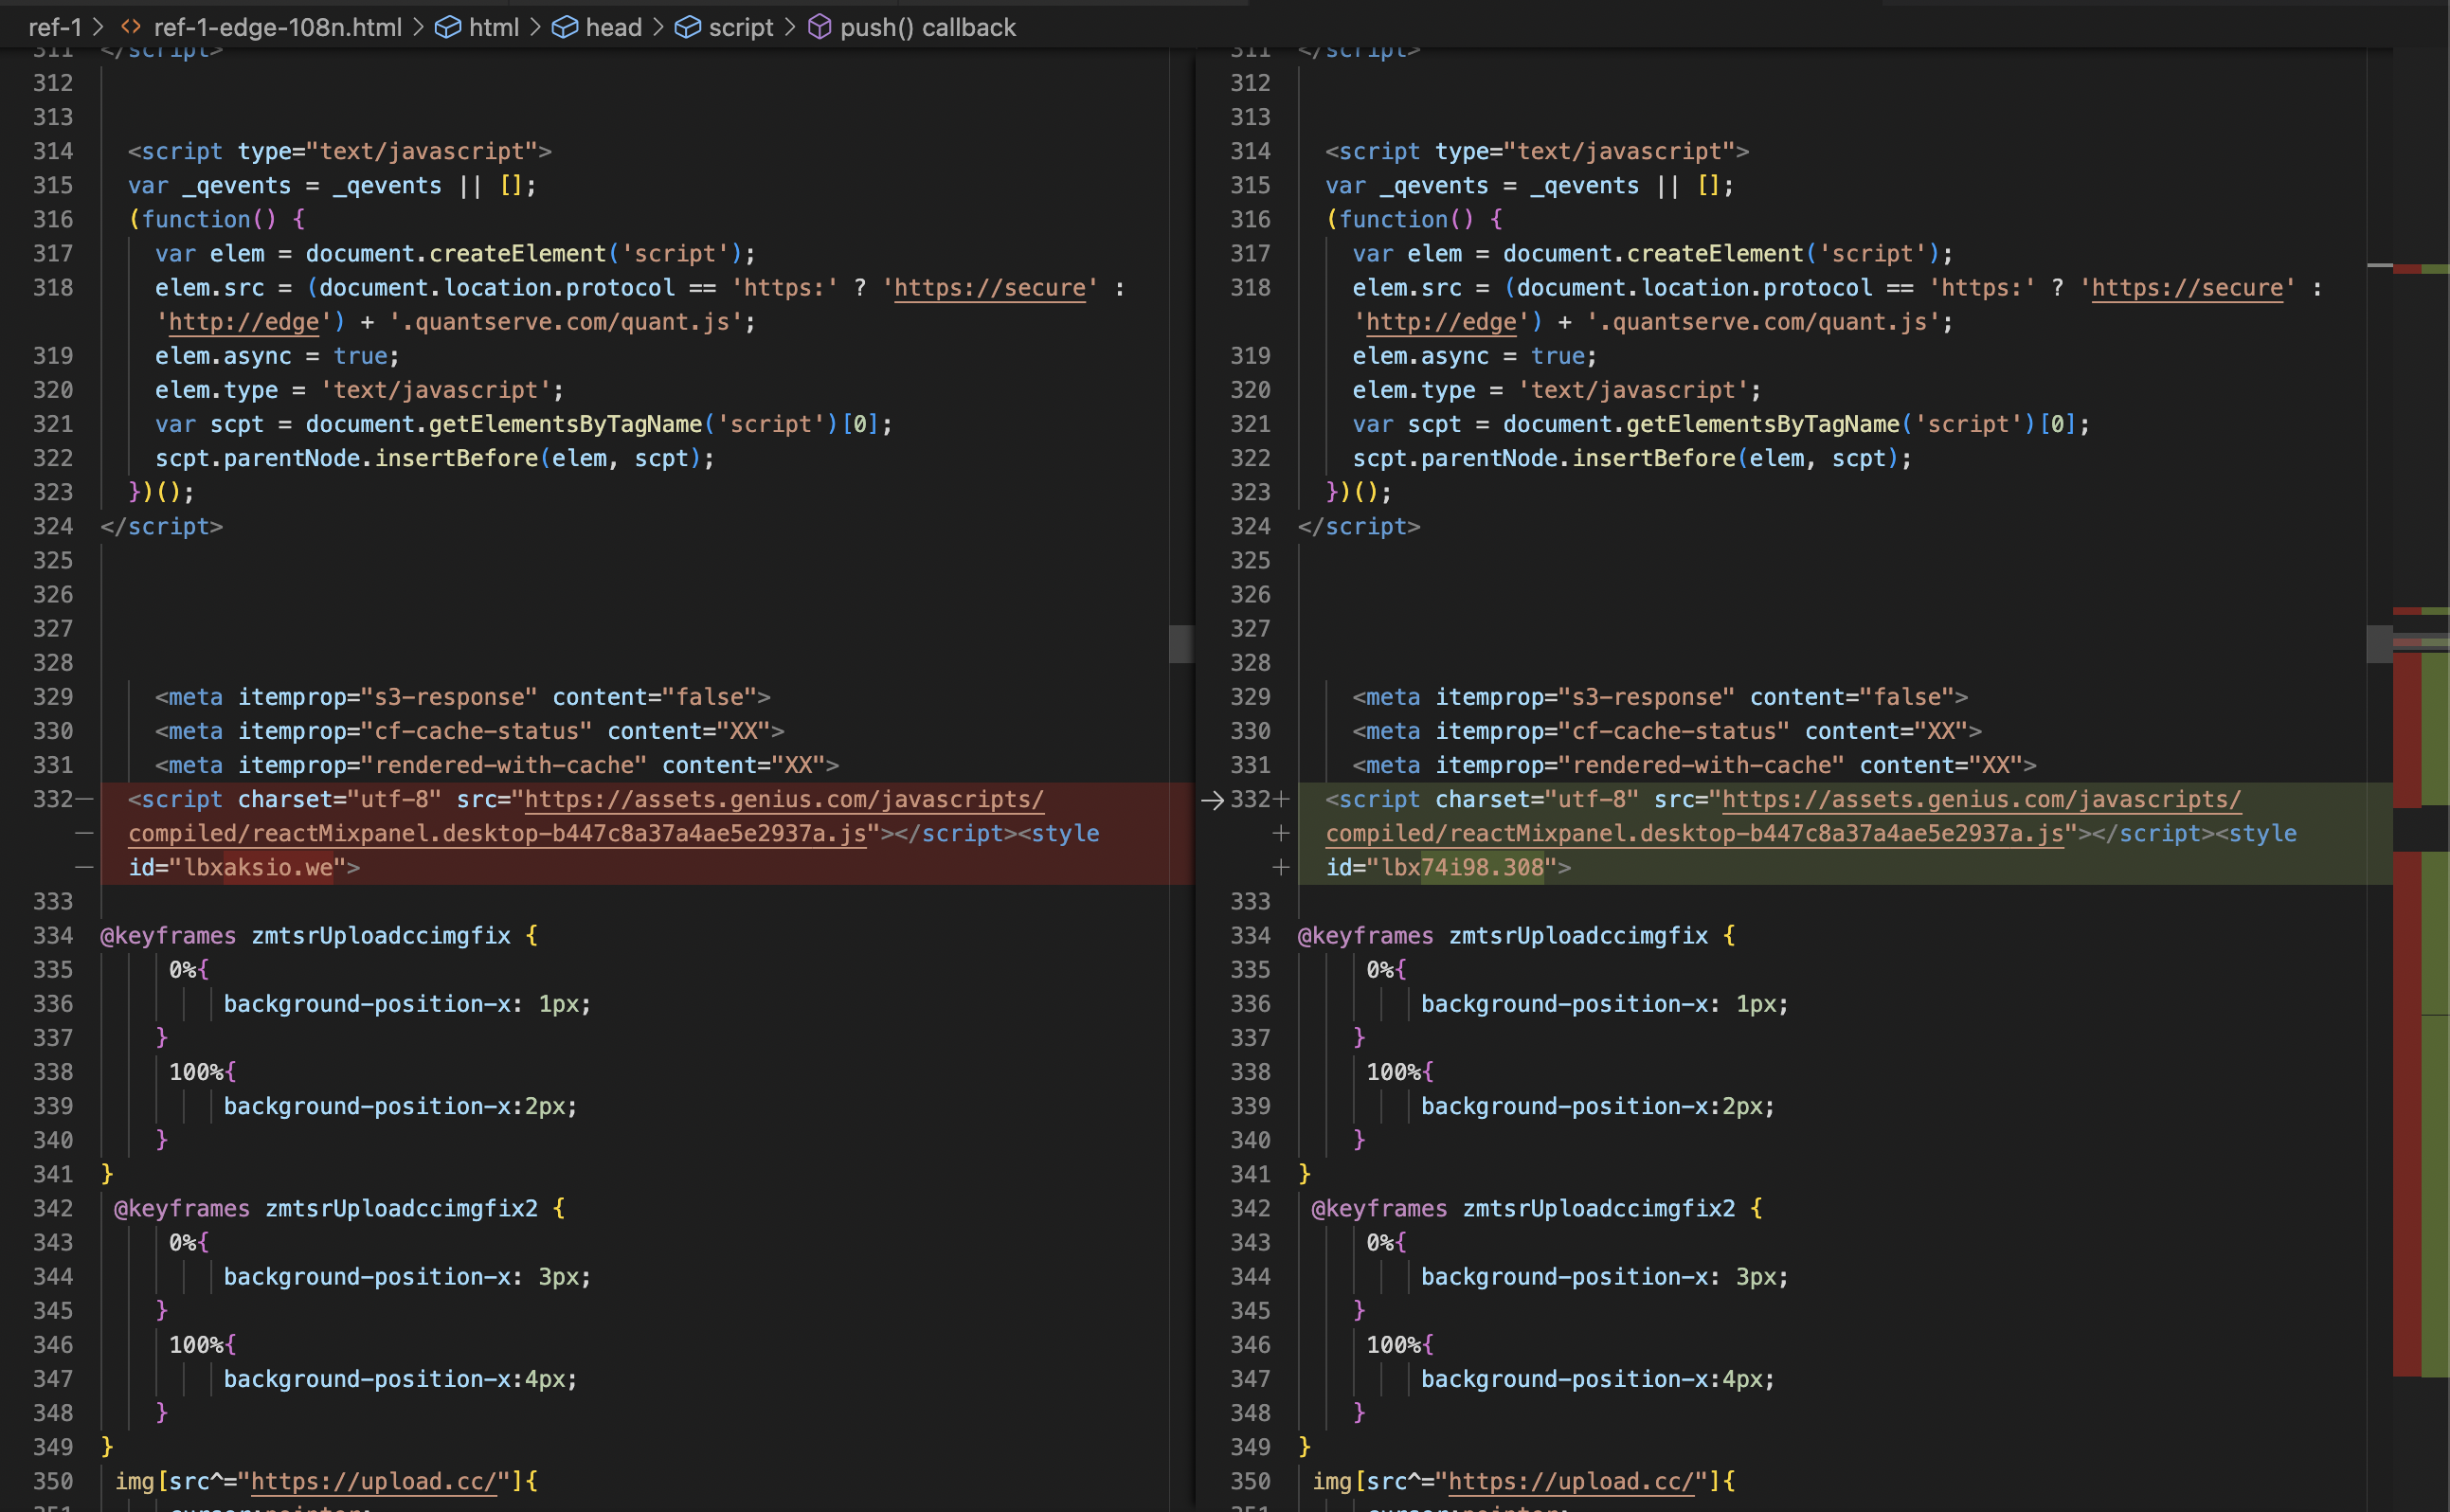 ref-1 > <> ref-1-edge-108n.html > html > head > script > push() callback
311 </script>
312
313
314 <script type="text/javascript">
315 var _qevents = _qevents || [];
316 (function() {
317 var elem = document.createElement('script');
318 elem.src = (document.location.protocol == 'https:' ? 'https://secure' :
'http://edge') + '.quantserve.com/quant.js';
319 elem.async = true;
320 elem.type = 'text/javascript';
321 var scpt = document.getElementsByTagName('script')[0];
322 scpt.parentNode.insertBefore(elem, scpt);
323 })();
324 </script>
325
326
327
328
329 <meta itemprop="s3-response" content="false">
330 <meta itemprop="cf-cache-status" content="XX">
331 <meta itemprop="rendered-with-cache" content="XX">
332— <script charset="utf-8" src="https://assets.genius.com/javascripts/
— compiled/reactMixpanel.desktop-b447c8a37a4ae5e2937a.js"></script><style
— id="lbxaksio.we">
333
334 @keyframes zmtsrUploadccimgfix {
335 0%{
336 background-position-x: 1px;
337 }
338 100%{
339 background-position-x:2px;
340 }
341 }
342 @keyframes zmtsrUploadccimgfix2 {
343 0%{
344 background-position-x: 3px;
345 }
346 100%{
347 background-position-x:4px;
348 }
349 }
350 img[src^="https://upload.cc/"]{
351 cursor:pointer;
311 </script>
312
313
314 <script type="text/javascript">
315 var _qevents = _qevents || [];
316 (function() {
317 var elem = document.createElement('script');
318 elem.src = (document.location.protocol == 'https:' ? 'https://secure' :
'http://edge') + '.quantserve.com/quant.js';
319 elem.async = true;
320 elem.type = 'text/javascript';
321 var scpt = document.getElementsByTagName('script')[0];
322 scpt.parentNode.insertBefore(elem, scpt);
323 })();
324 </script>
325
326
327
328
329 <meta itemprop="s3-response" content="false">
330 <meta itemprop="cf-cache-status" content="XX">
331 <meta itemprop="rendered-with-cache" content="XX">
→ 332+ <script charset="utf-8" src="https://assets.genius.com/javascripts/
+ compiled/reactMixpanel.desktop-b447c8a37a4ae5e2937a.js"></script><style
+ id="lbx74i98.308">
333
334 @keyframes zmtsrUploadccimgfix {
335 0%{
336 background-position-x: 1px;
337 }
338 100%{
339 background-position-x:2px;
340 }
341 }
342 @keyframes zmtsrUploadccimgfix2 {
343 0%{
344 background-position-x: 3px;
345 }
346 100%{
347 background-position-x:4px;
348 }
349 }
350 img[src^="https://upload.cc/"]{
351 cursor:pointer;